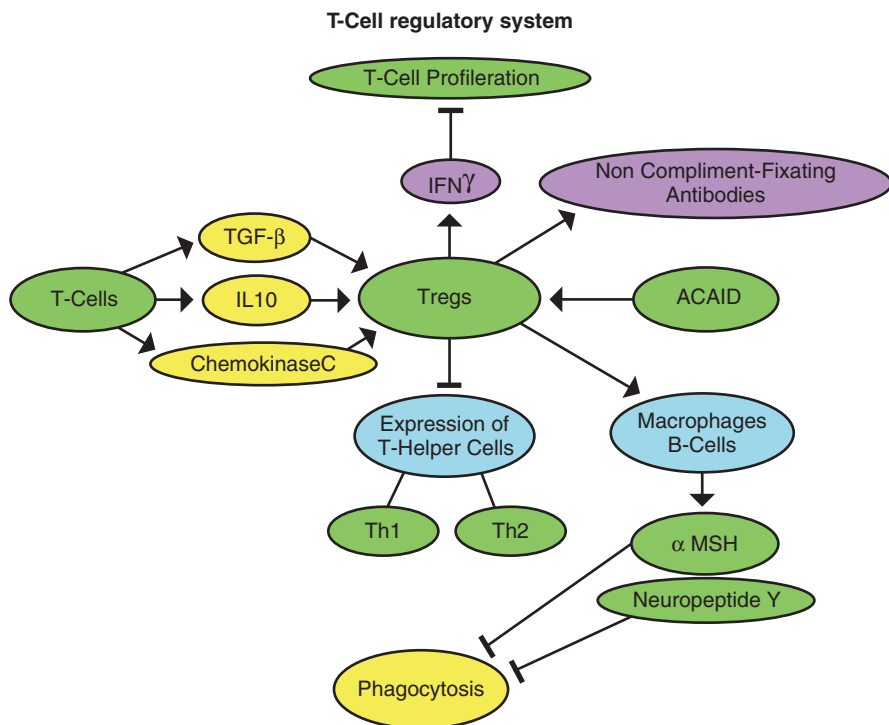 T-Cell regulatory system
T-Cell Profileration
IFNγ
Non Compliment-Fixating
Antibodies
TGF-β
T-Cells
IL10
Tregs
ACAID
ChemokinaseC
Expression of
T-Helper Cells
Macrophages
B-Cells
Th1
Th2
α MSH
Neuropeptide Y
Phagocytosis